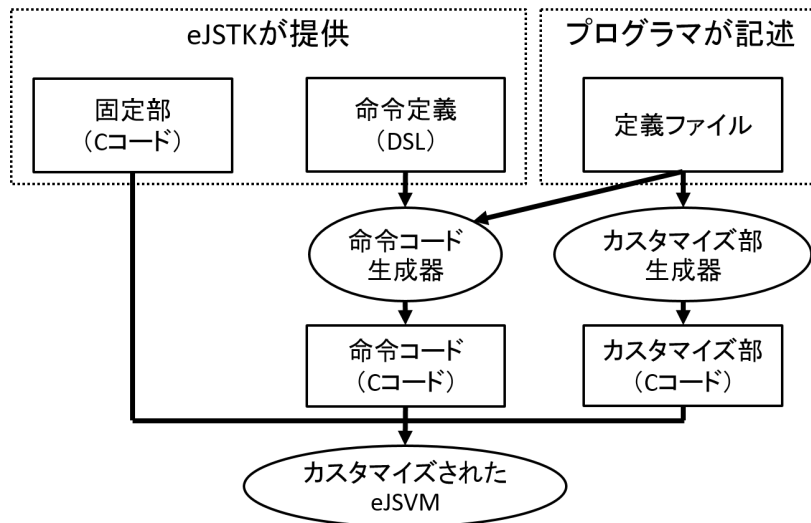 eJSTKが提供
プログラマが記述
固定部
（Cコード）
命令定義
（DSL）
定義ファイル
命令コード
生成器
カスタマイズ部
生成器
命令コード
（Cコード）
カスタマイズ部
（Cコード）
カスタマイズされた
eJSVM